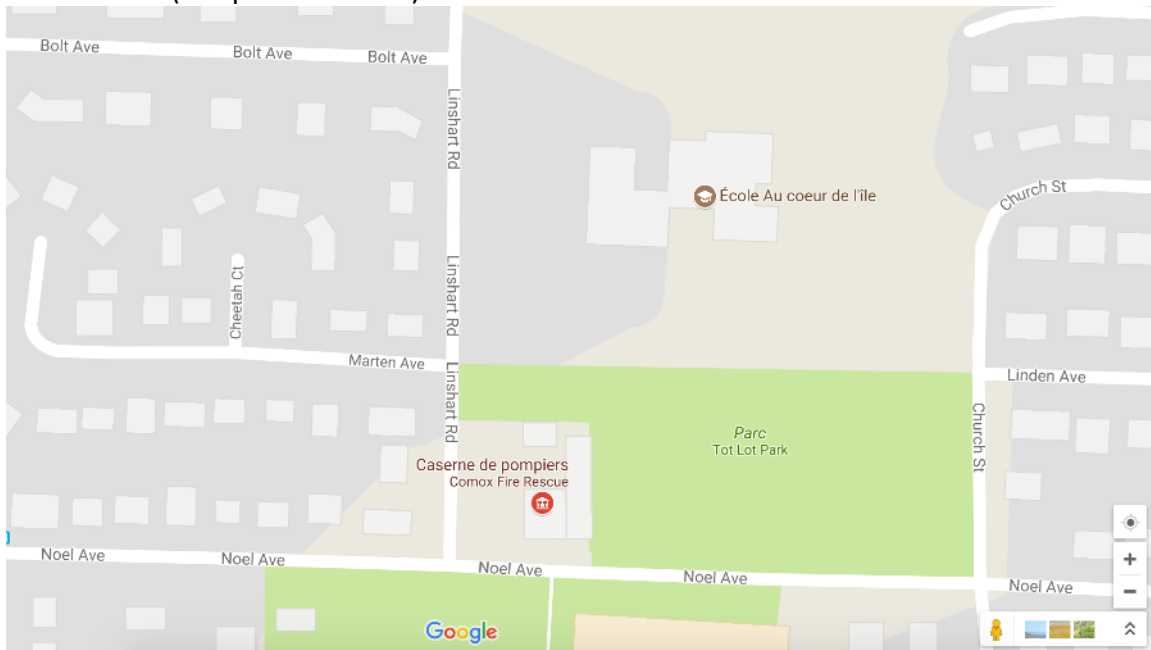 Bolt Ave
Bolt Ave
Bolt Ave
Linshart Rd
École Au coeur de l'île
Church St
Linshart Rd
Cheetah Ct
Marten Ave
Linshart Rd
Linden Ave
Church St
Parc
Tot Lot Park
Caserne de pompiers
Comox Fire Rescue
Noel Ave
Noel Ave
Noel Ave
Noel Ave
Noel Ave
Google